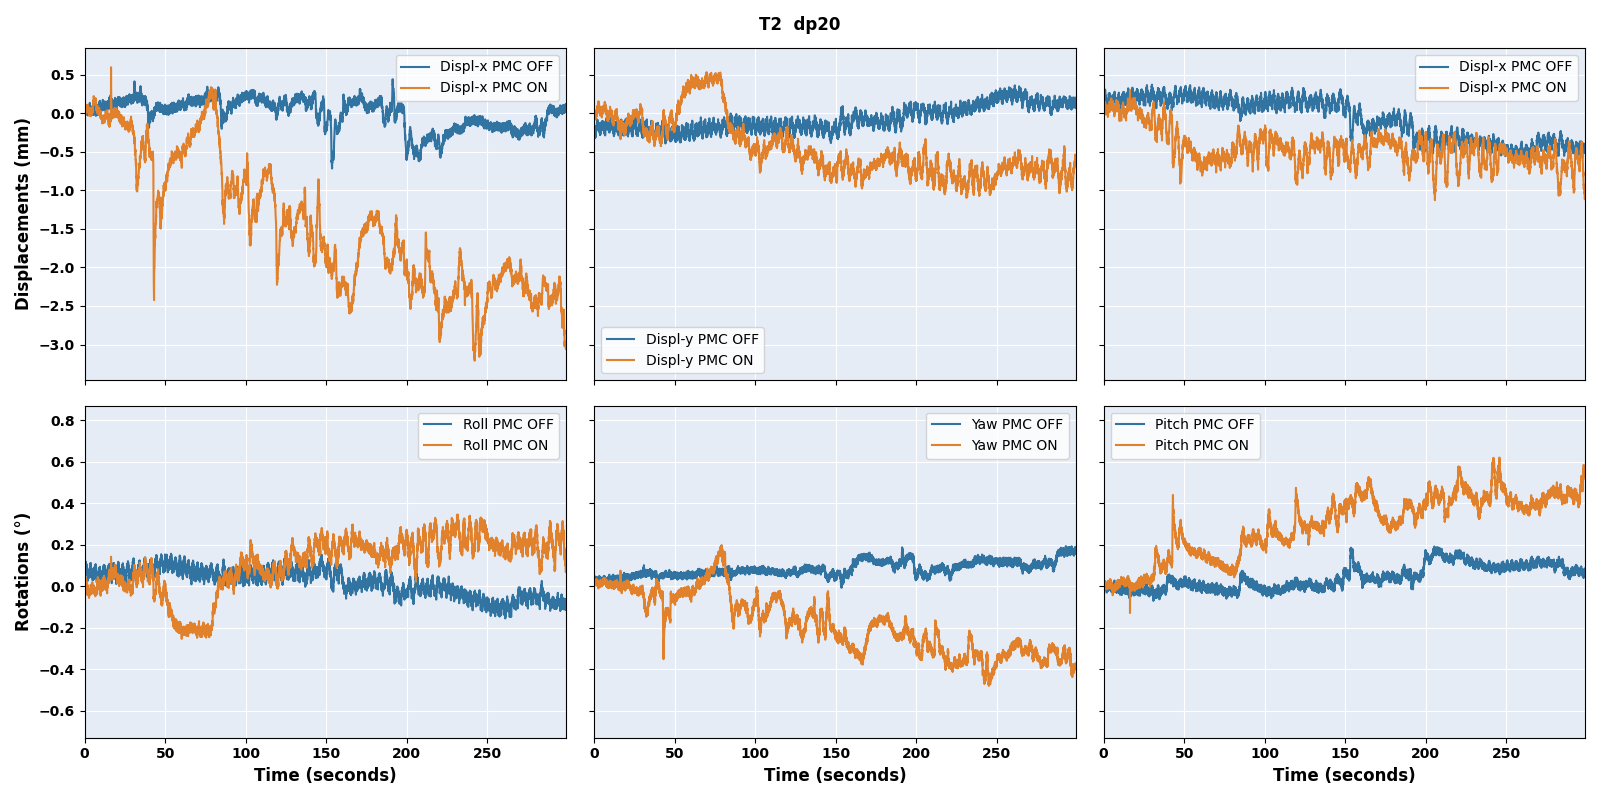 T2 dp20
Displacements (mm)
0.5
0.0
−0.5
−1.0
−1.5
−2.0
−2.5
−3.0
Displ-x PMC OFF
Displ-x PMC ON
Displ-y PMC OFF
Displ-y PMC ON
Displ-x PMC OFF
Displ-x PMC ON
Rotations (°)
0.8
0.6
0.4
0.2
0.0
−0.2
−0.4
−0.6
Roll PMC OFF
Roll PMC ON
Yaw PMC OFF
Yaw PMC ON
Pitch PMC OFF
Pitch PMC ON
0 50 100 150 200 250
0 50 100 150 200 250
0 50 100 150 200 250
Time (seconds)
Time (seconds)
Time (seconds)